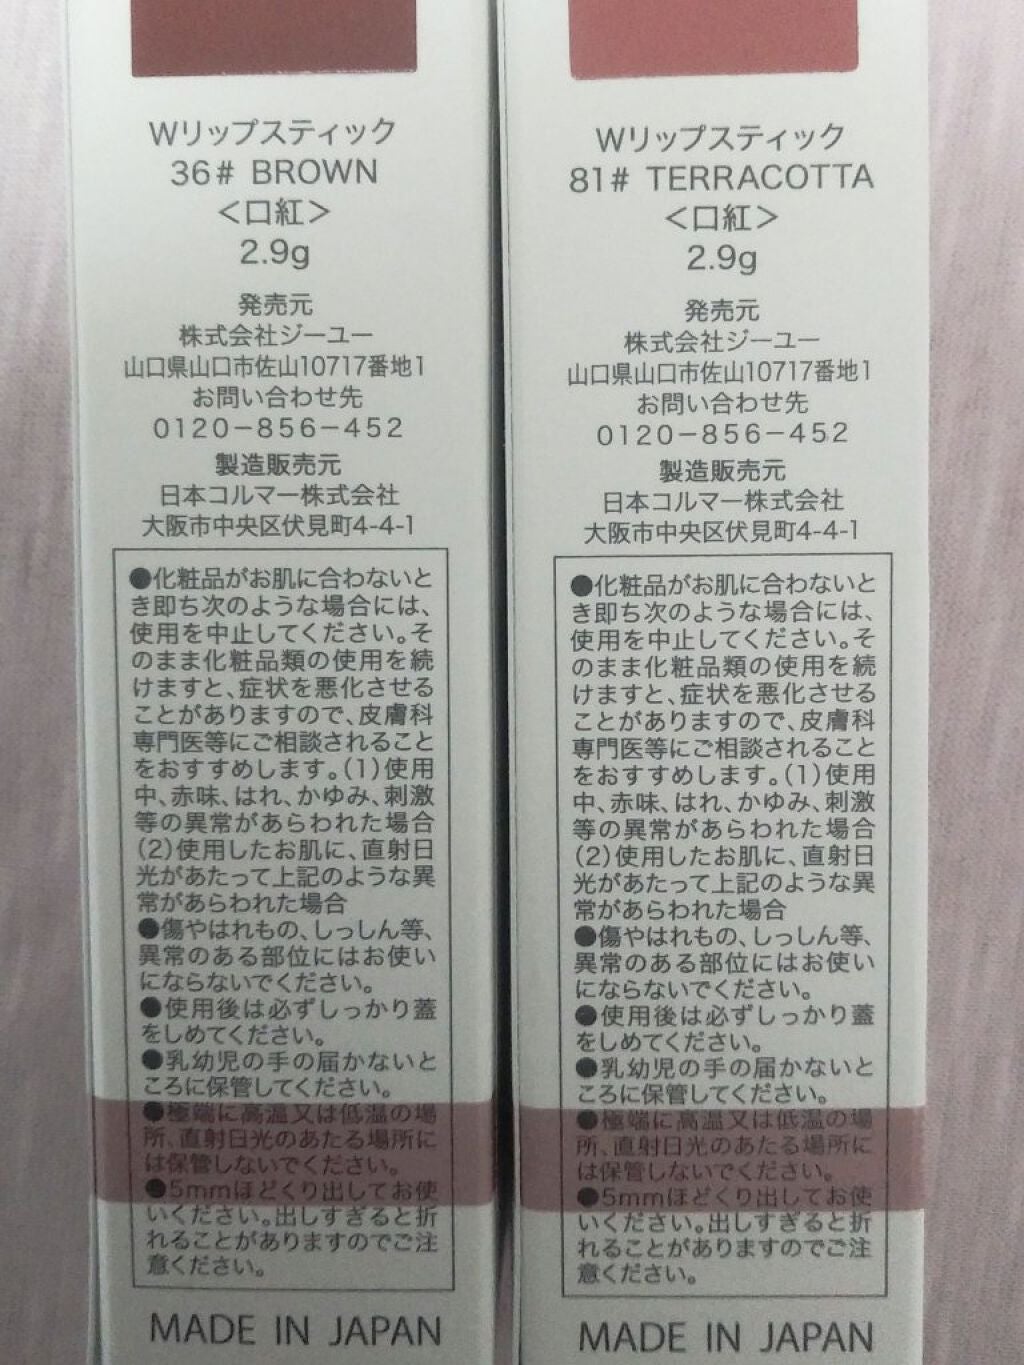 Wリップスティック
36# BROWN
＜口紅＞
2.9g
発売元
株式会社ジーユー
山口県山口市佐山10717番地1
お問い合わせ先
0120－856－452
製造販売元
日本コルマー株式会社
大阪市中央区伏見町4-4-1
●化粧品がお肌に合わないと
き即ち次のような場合には、
使用を中止してください。そ
のまま化粧品類の使用を続
けますと、症状を悪化させる
ことがありますので、皮膚科
専門医等にご相談されること
をおすすめします。（1）使用
中、赤味、はれ、かゆみ、刺激
等の異常があらわれた場合
（2）使用したお肌に、直射日
光があたって上記のような異
常があらわれた場合
●傷やはれもの、しっしん等、
異常のある部位にはお使い
にならないでください。
●使用後は必ずしっかり蓋
をしめてください。
●乳幼児の手の届かないと
ころに保管してください。
●極端に高温又は低温の場
所、直射日光のあたる場所に
は保管しないでください。
●5mmほどくり出してお使
いください。出しすぎると折
れることがありますのでご注
意ください。
MADE IN JAPAN
Wリップスティック
81# TERRACOTTA
＜口紅＞
2.9g
発売元
株式会社ジーユー
山口県山口市佐山10717番地1
お問い合わせ先
0120－856－452
製造販売元
日本コルマー株式会社
大阪市中央区伏見町4-4-1
●化粧品がお肌に合わないと
き即ち次のような場合には、
使用を中止してください。そ
のまま化粧品類の使用を続
けますと、症状を悪化させる
ことがありますので、皮膚科
専門医等にご相談されること
をおすすめします。（1）使用
中、赤味、はれ、かゆみ、刺激
等の異常があらわれた場合
（2）使用したお肌に、直射日
光があたって上記のような異
常があらわれた場合
●傷やはれもの、しっしん等、
異常のある部位にはお使い
にならないでください。
●使用後は必ずしっかり蓋
をしめてください。
●乳幼児の手の届かないと
ころに保管してください。
●極端に高温又は低温の場
所、直射日光のあたる場所に
は保管しないでください。
●5mmほどくり出してお使
いください。出しすぎると折
れることがありますのでご注
意ください。
MADE IN JAPAN